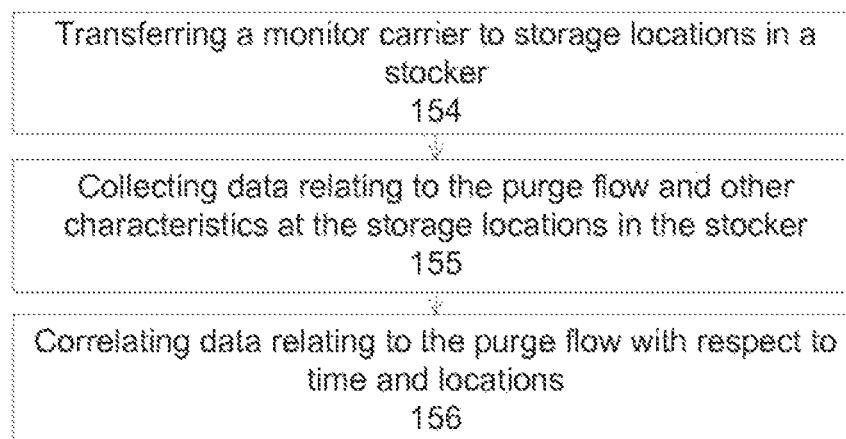 Transferring a monitor carrier to storage locations in a
stocker
154
Collecting data relating to the purge flow and other
characteristics at the storage locations in the stocker
155
Correlating data relating to the purge flow with respect to
time and locations
156